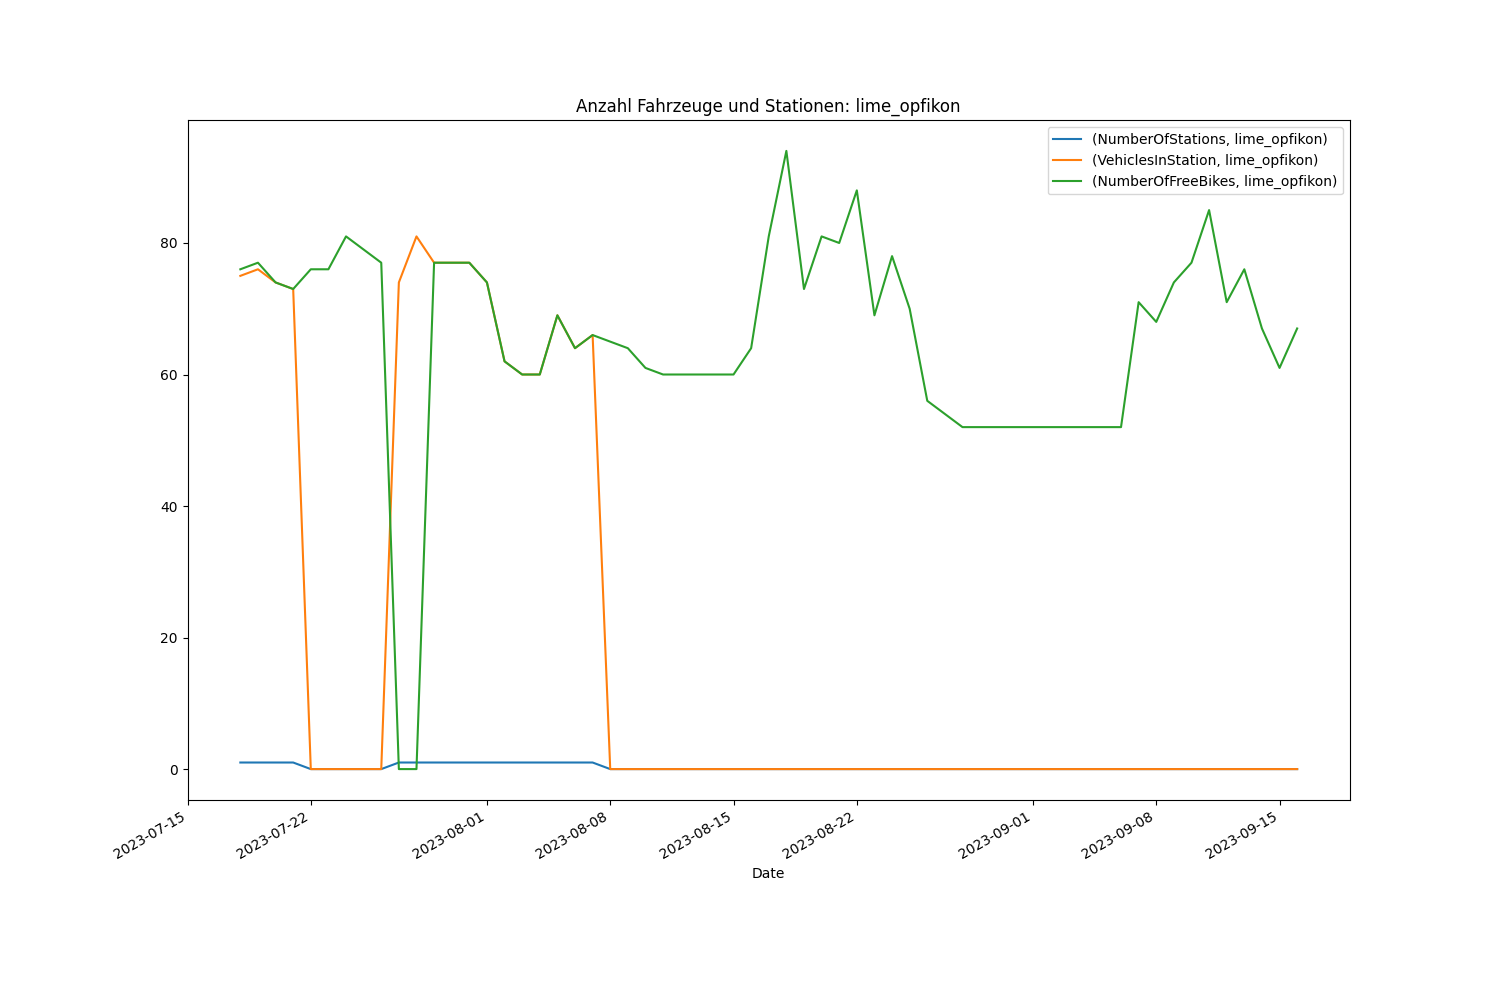 Anzahl Fahrzeuge und Stationen: lime_opfikon
(NumberOfStations, lime_opfikon)
(VehiclesInStation, lime_opfikon)
(NumberOfFreeBikes, lime_opfikon)
80
60
40
20
0
2023-07-15
2023-07-22
2023-08-01
2023-08-08
2023-08-15
2023-08-22
2023-09-01
2023-09-08
2023-09-15
Date